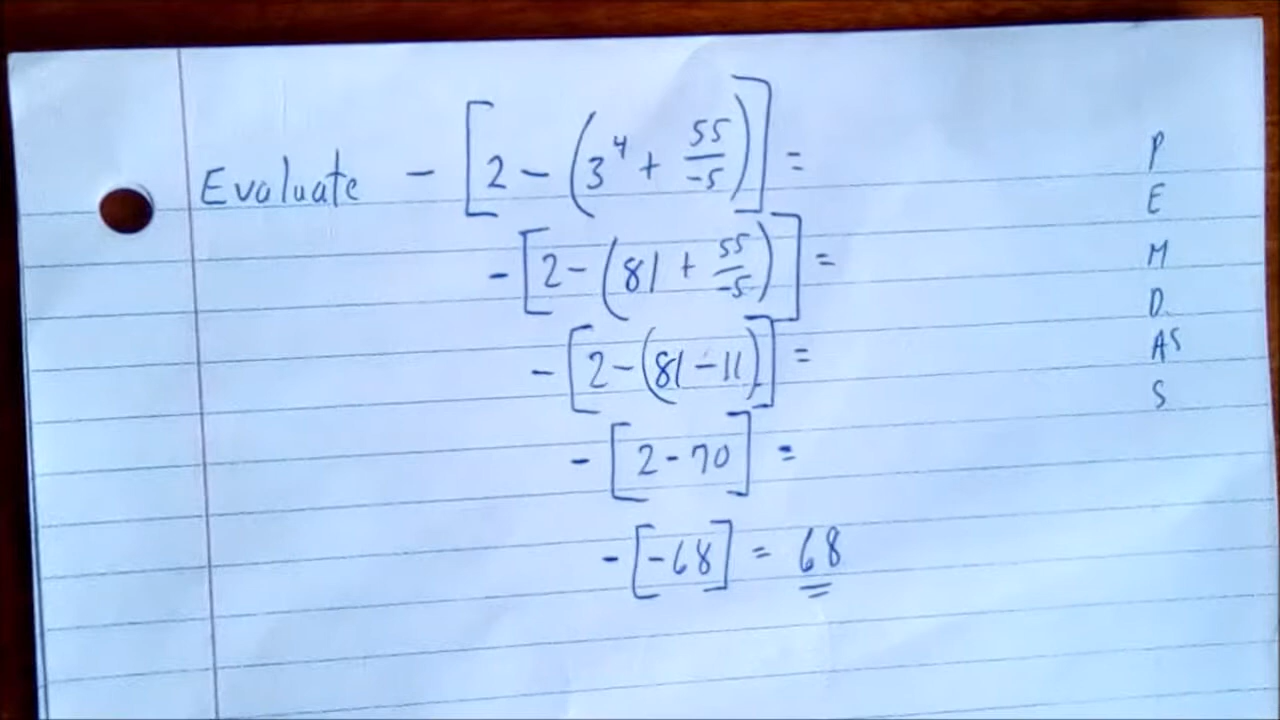 Evaluate - [2 - (3⁴ + 55/-5)] =
- [2 - (81 + 55/-5)] =
- [2 - (81 - 11)] =
- [2 - 70] =
- [-68] = 68
P
E
M
D
AS
S